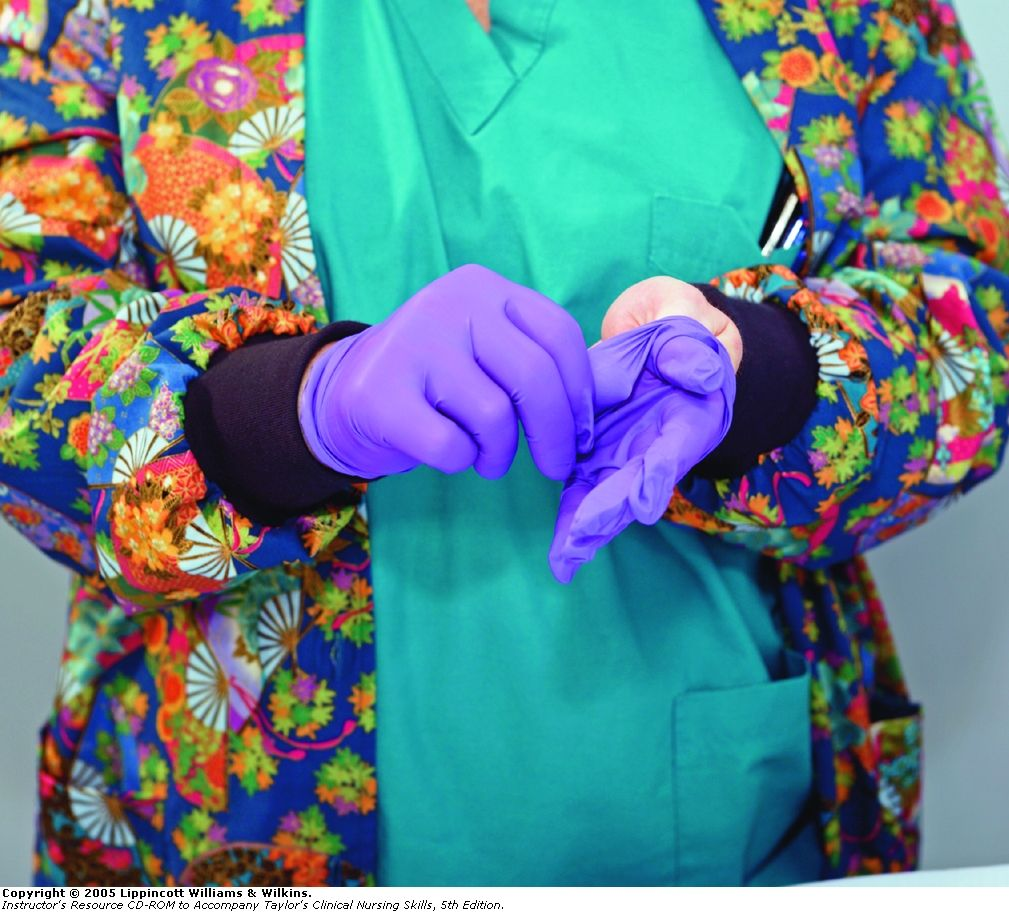 Copyright © 2005 Lippincott Williams & Wilkins.
Instructor's Resource CD-ROM to Accompany Taylor's Clinical Nursing Skills, 5th Edition.